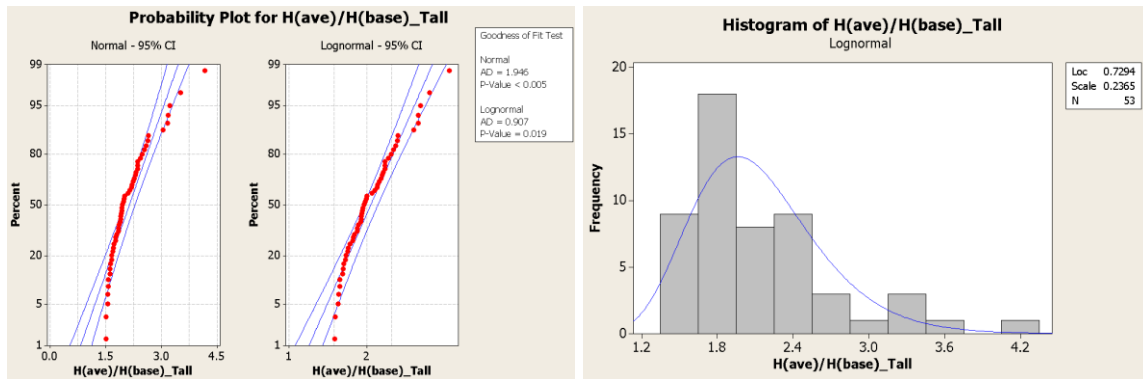 Probability Plot for H(ave)/H(base)_Tall
Normal - 95% CI
Lognormal - 95% CI
Goodness of Fit Test
Normal
AD = 1.946
P-Value < 0.005
Lognormal
AD = 0.907
P-Value = 0.019
Percent
99
95
80
50
20
5
1
0.0 1.5 3.0 4.5
H(ave)/H(base)_Tall
Percent
99
95
80
50
20
5
1
1 2
H(ave)/H(base)_Tall
Histogram of H(ave)/H(base)_Tall
Lognormal
Loc 0.7294
Scale 0.2365
N 53
Frequency
20
15
10
5
0
1.2 1.8 2.4 3.0 3.6 4.2
H(ave)/H(base)_Tall